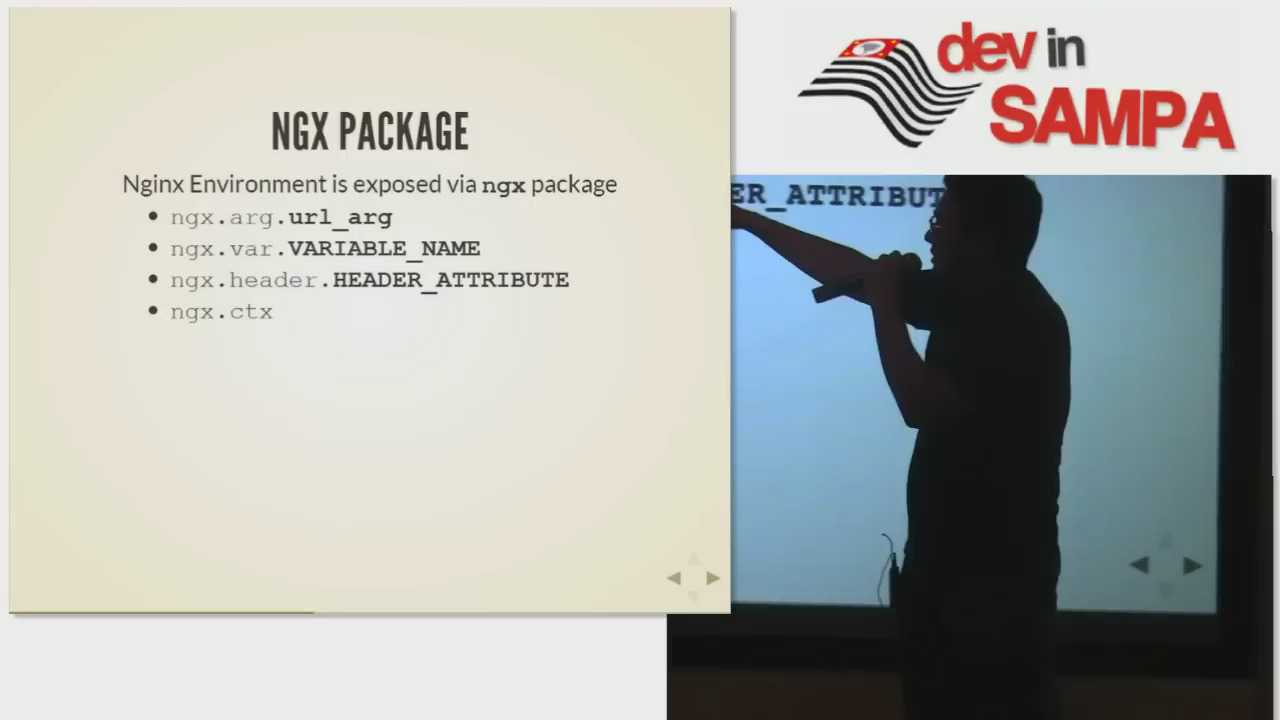 NGX PACKAGE
Nginx Environment is exposed via ngx package
ngx.arg.url_arg
ngx.var.VARIABLE_NAME
ngx.header.HEADER_ATTRIBUTE
ngx.ctx
dev in
SAMPA
ER_ATTRIBUT